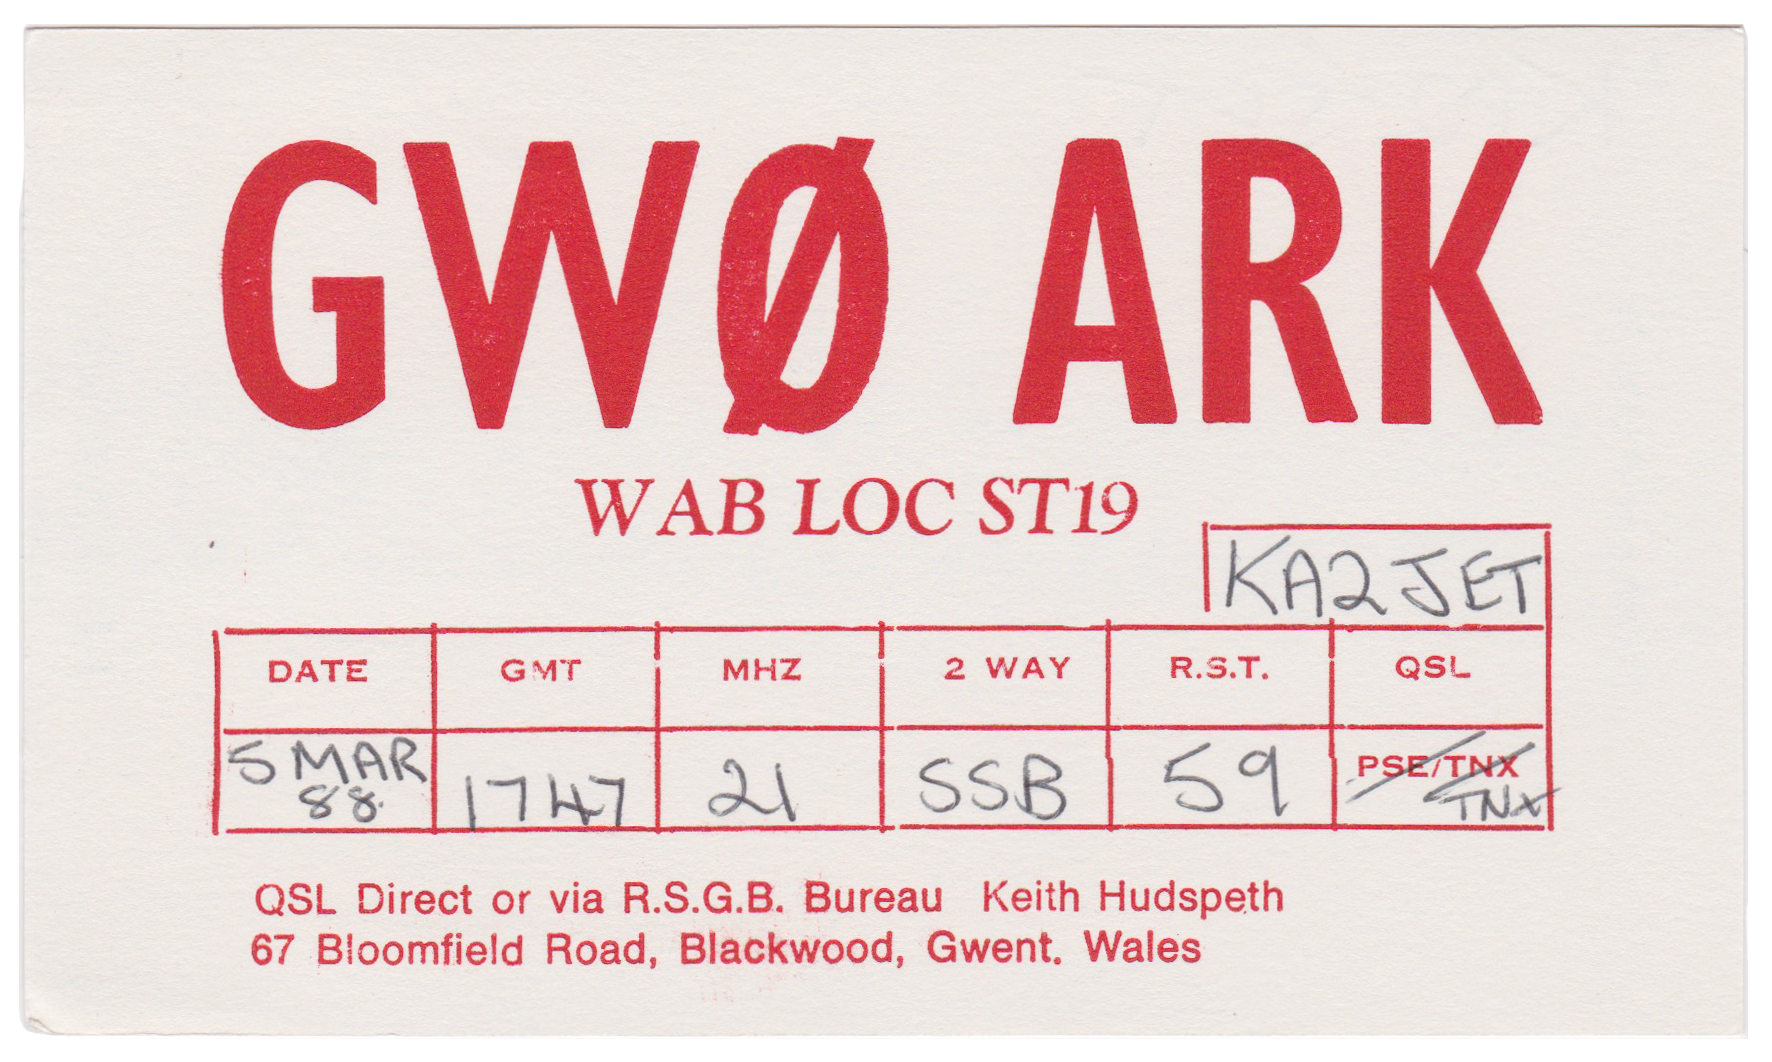 GWØ ARK
WAB LOC ST19
KA2JET
DATE GMT MHZ 2 WAY R.S.T. QSL
5 MAR 88. 1747 21 SSB 59 PSE/TNX TNX
QSL Direct or via R.S.G.B. Bureau Keith Hudspeth
67 Bloomfield Road, Blackwood, Gwent. Wales